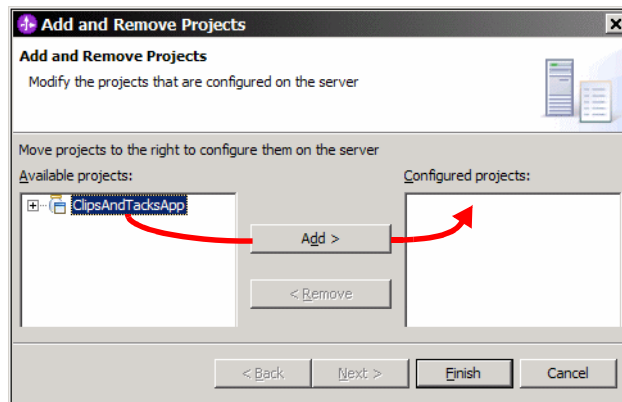 Add and Remove Projects
Add and Remove Projects
Modify the projects that are configured on the server
Move projects to the right to configure them on the server
Available projects:
Configured projects:
ClipsAndTacksApp
Add >
< Remove
< Back
Next >
Finish
Cancel